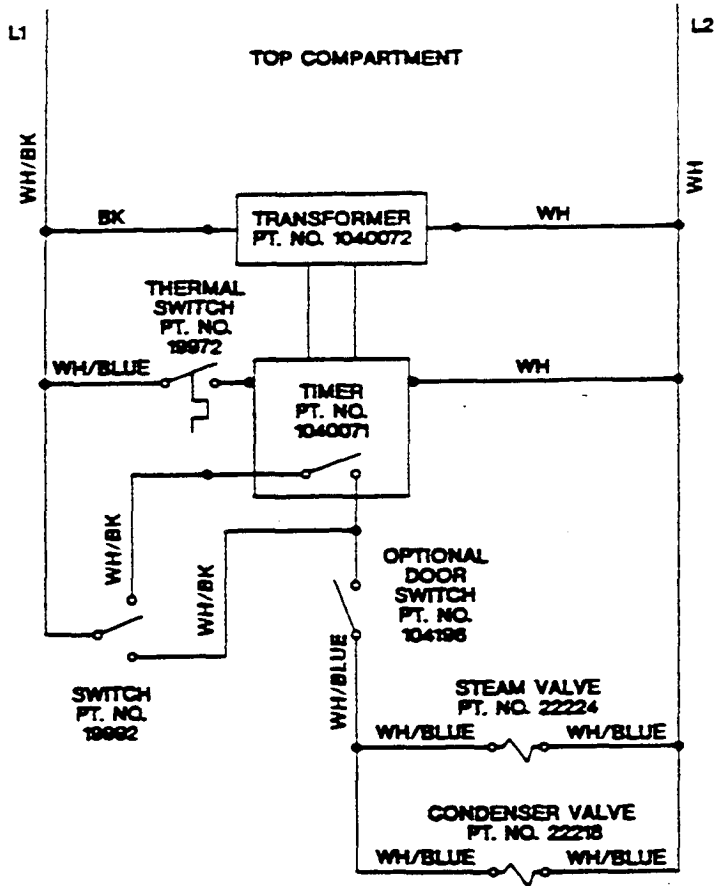 L1
L2
TOP COMPARTMENT
WH/BK
WH
BK
TRANSFORMER
PT. NO. 1040072
WH
THERMAL
SWITCH
PT. NO.
19972
WH/BLUE
TIMER
PT. NO.
1040071
WH
WH/BK
WH/BK
OPTIONAL
DOOR
SWITCH
PT. NO.
104196
WH/BLUE
SWITCH
PT. NO.
19992
STEAM VALVE
PT. NO. 22224
WH/BLUE
WH/BLUE
CONDENSER VALVE
PT. NO. 22218
WH/BLUE
WH/BLUE